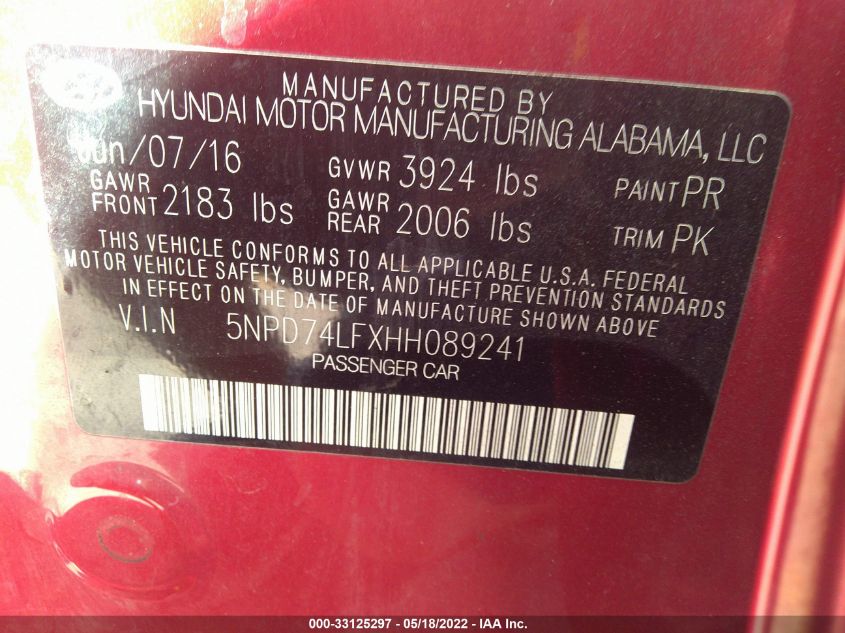 MANUFACTURED BY
HYUNDAI MOTOR MANUFACTURING ALABAMA, LLC
Jun/07/16 GVWR 3924 lbs PAINT PR
GAWR FRONT 2183 lbs GAWR REAR 2006 lbs TRIM PK
THIS VEHICLE CONFORMS TO ALL APPLICABLE U.S.A. FEDERAL
MOTOR VEHICLE SAFETY, BUMPER, AND THEFT PREVENTION STANDARDS
IN EFFECT ON THE DATE OF MANUFACTURE SHOWN ABOVE
V.I.N 5NPD74LFXHH089241
PASSENGER CAR
000-33125297 - 05/18/2022 - IAA Inc.